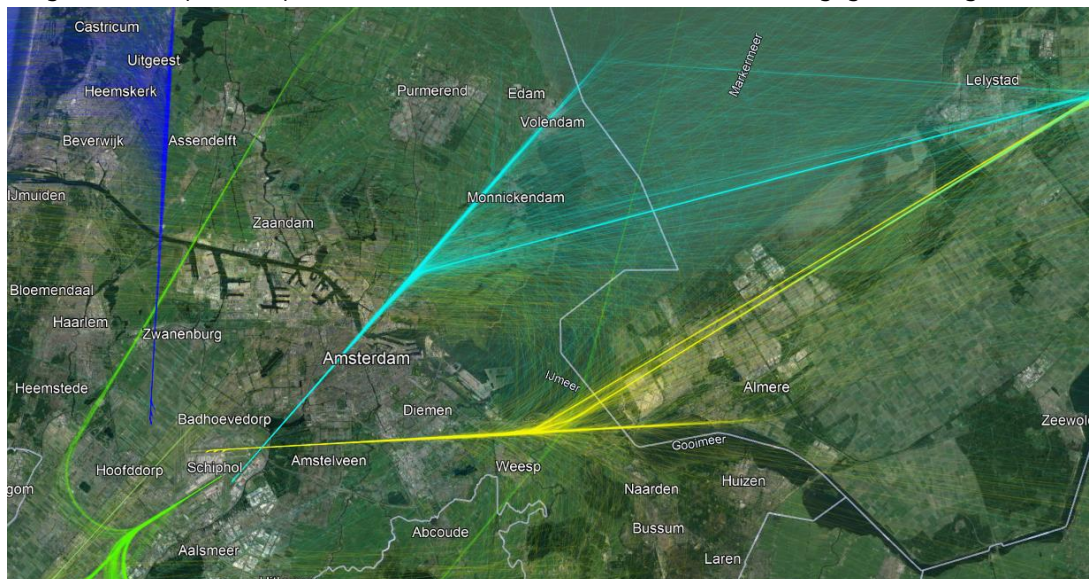 Castricum
Uitgeest
Heemskerk
Purmerend
Edam
Markermeer
Lelystad
Volendam
Beverwijk
Assendelft
IJmuiden
Monnickendam
Zaandam
Bloemendaal
Haarlem
Zwanenburg
Amsterdam
IJmeer
Heemstede
Almere
Badhoevedorp
Diemen
Zeewol
Gooimeer
Amstelveen
Hoofddorp
Schiphol
Weesp
gom
Naarden
Huizen
Abcoude
Bussum
Aalsmeer
Laren